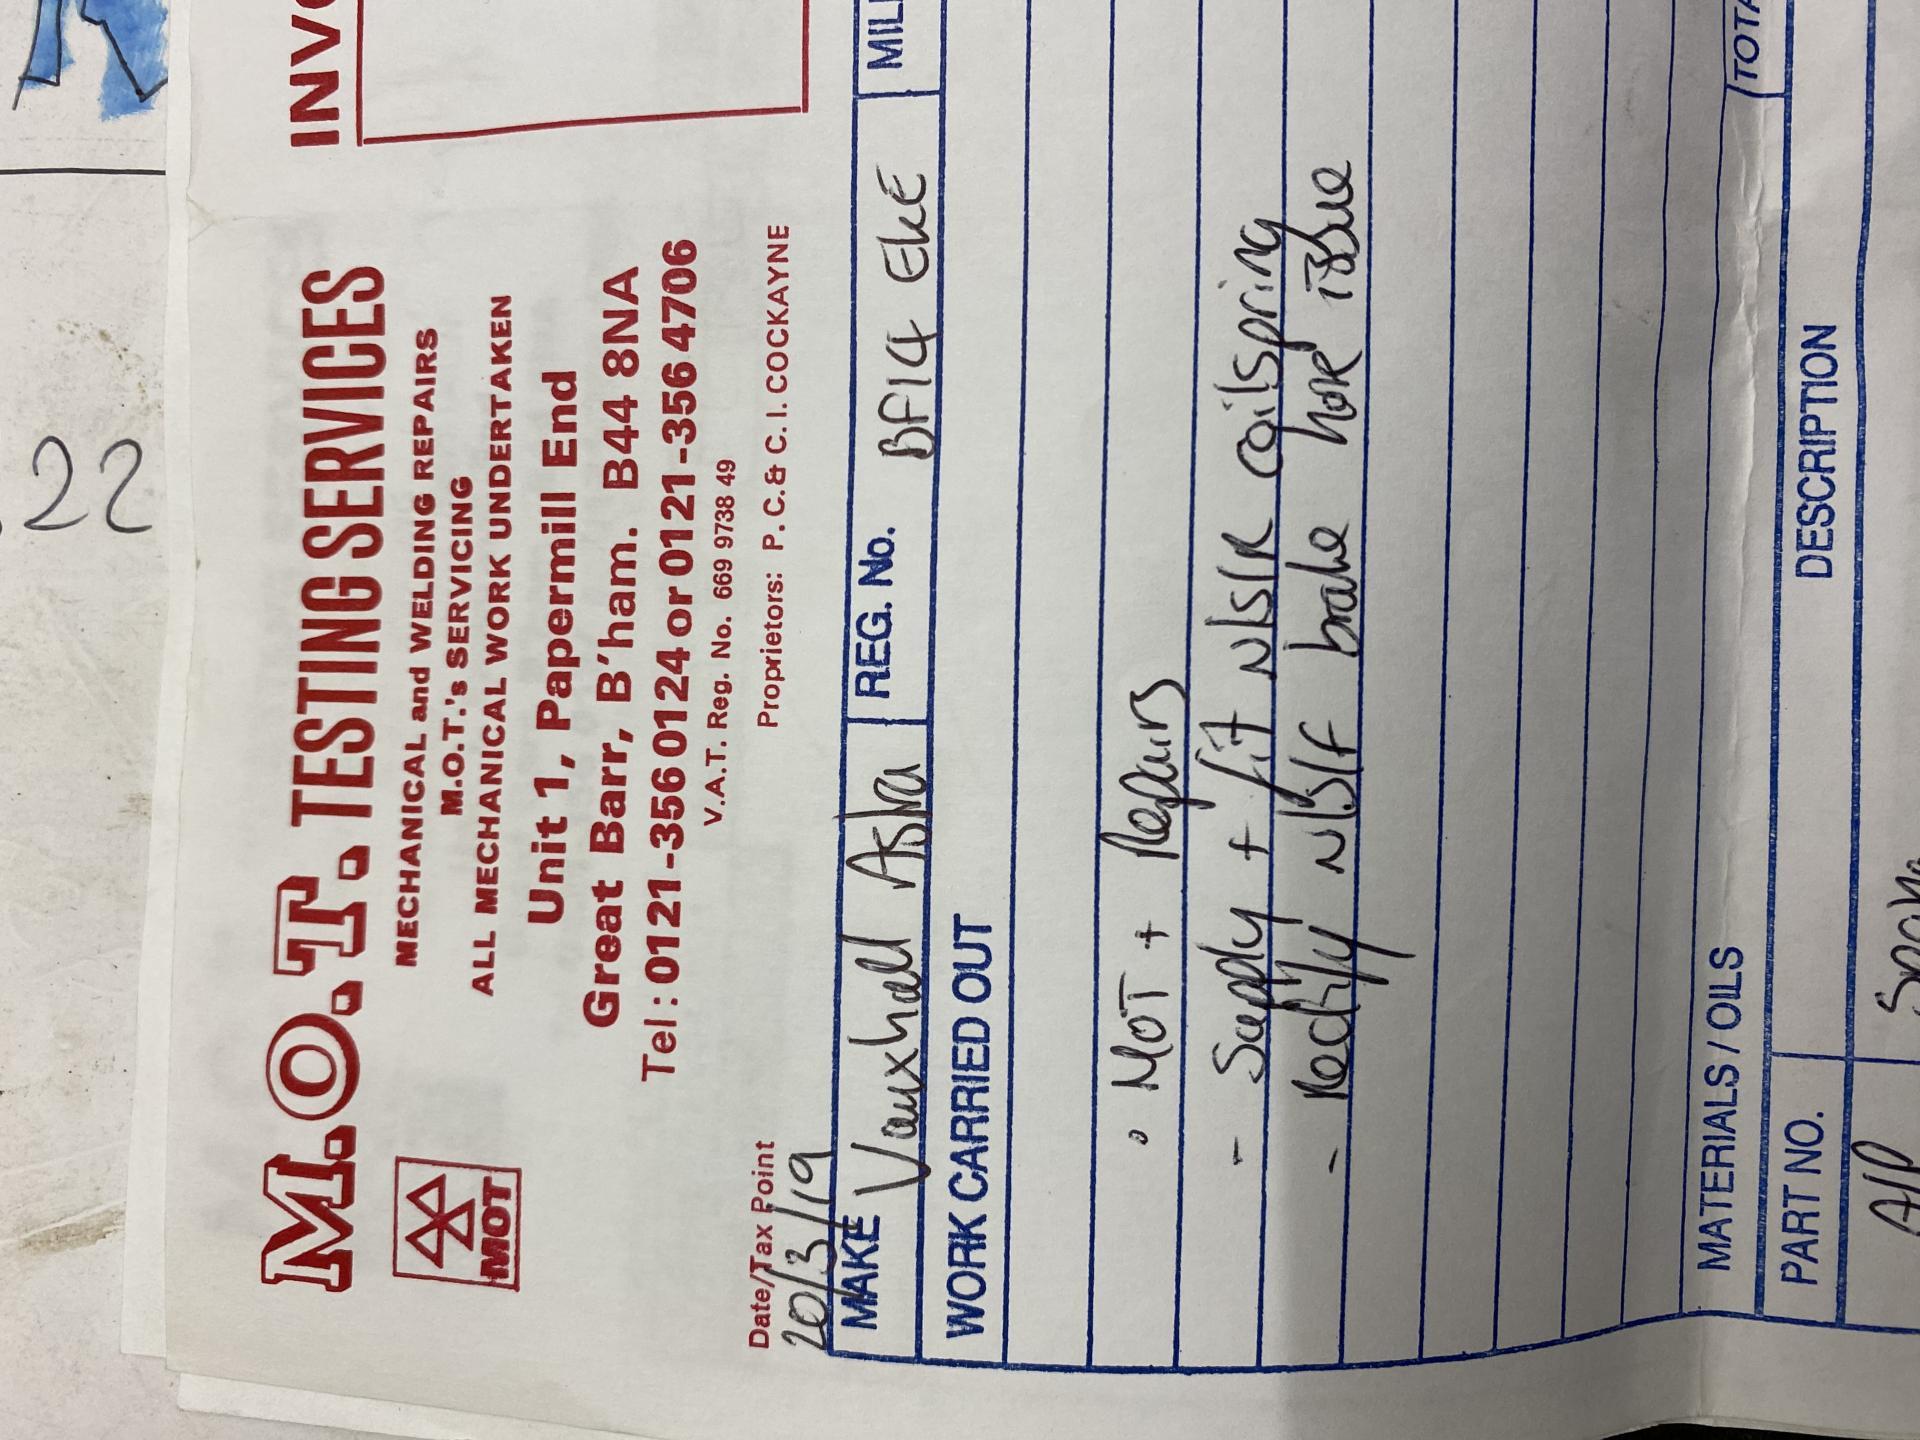 22
INVO
M.O.T. TESTING SERVICES
MECHANICAL and WELDING REPAIRS
M.O.T.'s SERVICING
ALL MECHANICAL WORK UNDERTAKEN
MOT
Unit 1, Papermill End
Great Barr, B'ham. B44 8NA
Tel: 0121-356 0124 or 0121-356 4706
V.A.T. Reg. No. 669 9738 49
Proprietors: P. C. & C. I. COCKAYNE
Date/Tax Point
20/3/19
MAKE Vauxhall Astra REG. No. BF14 EKE MIL
WORK CARRIED OUT
• MOT + Repairs
- Supply + fit N/S/R coilspring
- Rectify N/S/F brake hose issue
MATERIALS / OILS TOTA
PART NO. DESCRIPTION
A/P